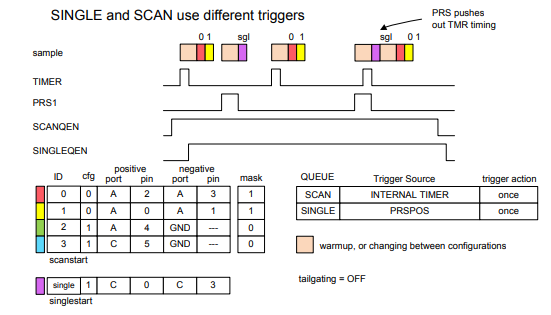 SINGLE and SCAN use different triggers
PRS pushes
out TMR timing
sample
0 1
sgl
0 1
sgl
0 1
TIMER
PRS1
SCANQEN
SINGLEQEN
ID cfg positive port positive pin negative port negative pin mask
0 0 A 2 A 3 1
1 0 A 0 A 1 1
2 1 A 4 GND --- 0
3 1 C 5 GND --- 0
scanstart
single 1 C 0 C 3
singlestart
QUEUE Trigger Source trigger action
SCAN INTERNAL TIMER once
SINGLE PRSPOS once
warmup, or changing between configurations
tailgating = OFF